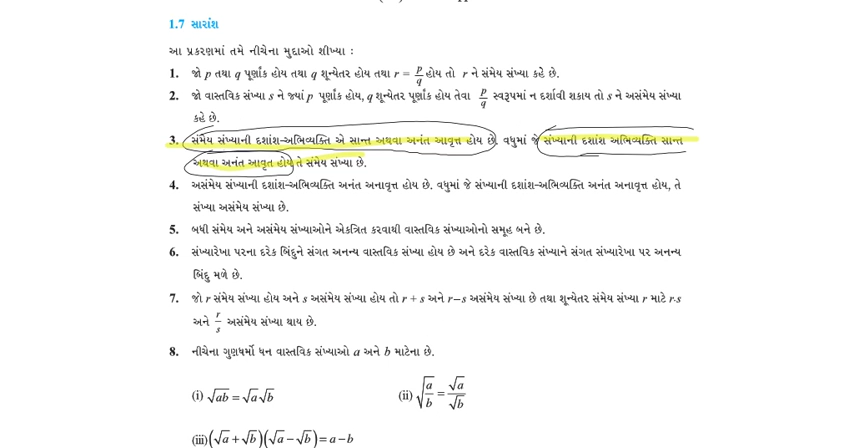 1.7 સારાંશ
આ પ્રકરણમાં તમે નીચેના મુદ્દાઓ શીખ્યા :
1. જો p તથા q પૂર્ણાંક હોય તથા q શૂન્યેતર હોય તથા r = p/q હોય તો r ને સંમેય સંખ્યા કહે છે.
2. જો વાસ્તવિક સંખ્યા s ને જ્યાં p પૂર્ણાંક હોય, q શૂન્યેતર પૂર્ણાંક હોય તેવા p/q સ્વરૂપમાં ન દર્શાવી શકાય તો s ને અસંમેય સંખ્યા
કહે છે.
3. સંમેય સંખ્યાની દશાંશ-અભિવ્યક્તિ એ સાન્ત અથવા અનંત આવૃત્ત હોય છે. વધુમાં જે સંખ્યાની દશાંશ અભિવ્યક્તિ સાન્ત
અથવા અનંત આવૃત હોય તે સંમેય સંખ્યા છે.
4. અસંમેય સંખ્યાની દશાંશ-અભિવ્યક્તિ અનંત અનાવૃત્ત હોય છે. વધુમાં જે સંખ્યાની દશાંશ-અભિવ્યક્તિ અનંત અનાવૃત્ત હોય, તે
સંખ્યા અસંમેય સંખ્યા છે.
5. બધી સંમેય અને અસંમેય સંખ્યાઓને એકત્રિત કરવાથી વાસ્તવિક સંખ્યાઓનો સમૂહ બને છે.
6. સંખ્યારેખા પરના દરેક બિંદુને સંગત અનન્ય વાસ્તવિક સંખ્યા હોય છે અને દરેક વાસ્તવિક સંખ્યાને સંગત સંખ્યારેખા પર અનન્ય
બિંદુ મળે છે.
7. જો r સંમેય સંખ્યા હોય અને s અસંમેય સંખ્યા હોય તો r + s અને r–s અસંમેય સંખ્યા છે તથા શૂન્યેતર સંમેય સંખ્યા r માટે r·s
અને r/s અસંમેય સંખ્યા થાય છે.
8. નીચેના ગુણધર્મો ધન વાસ્તવિક સંખ્યાઓ a અને b માટેના છે.
(i) √ab = √a√b (ii) √(a/b) = √a/√b
(iii) (√a + √b)(√a − √b) = a − b